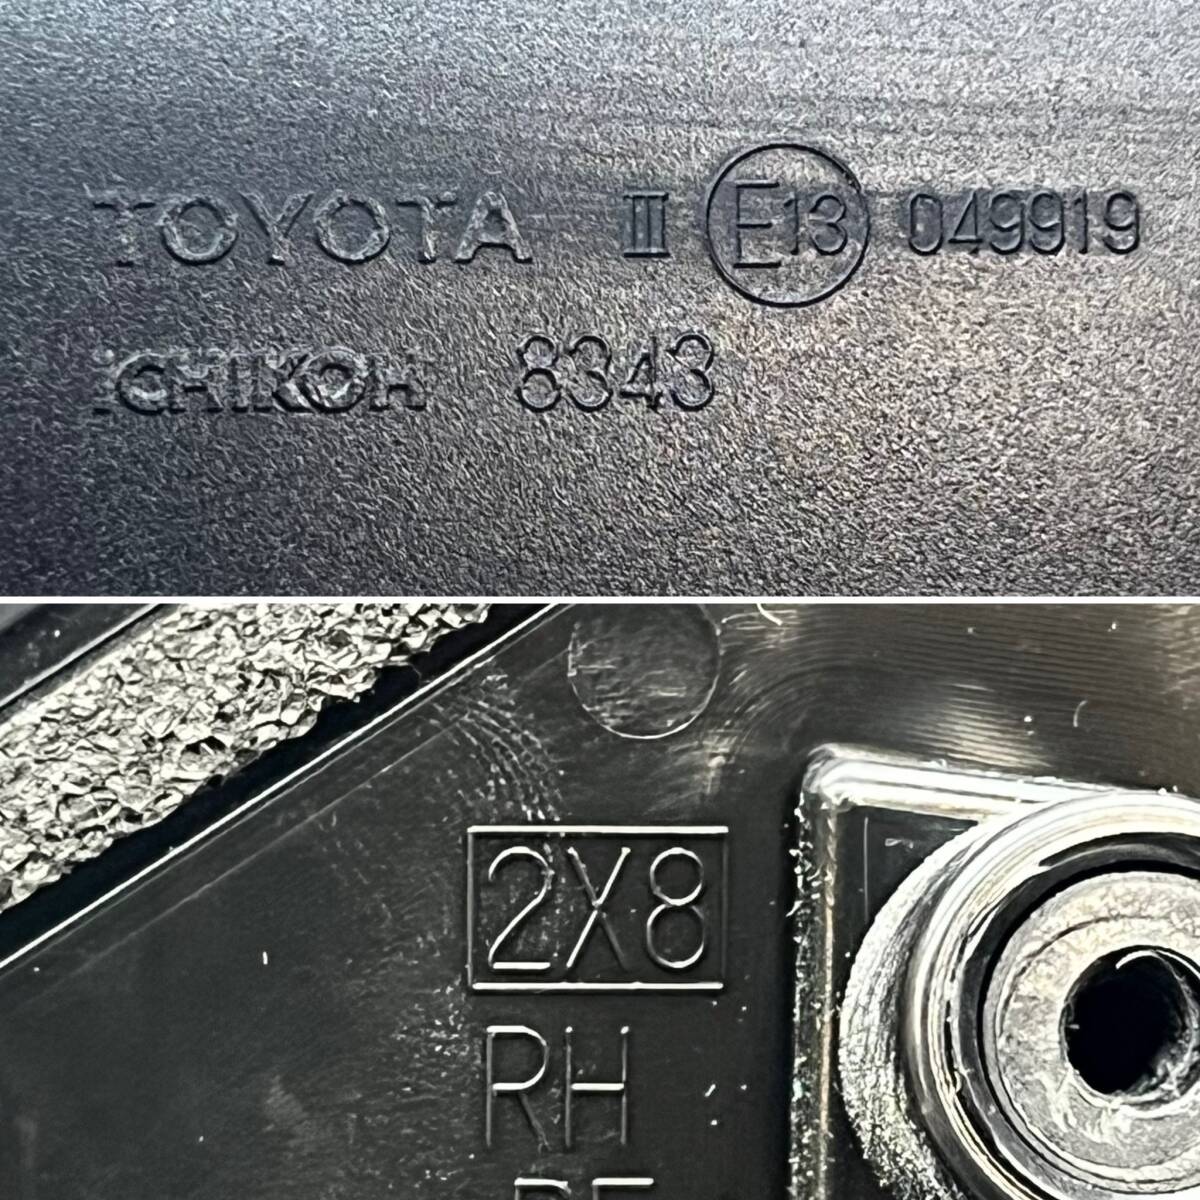 TOYOTA III E13 049919
ICHIKOH 8343
2X8
RH